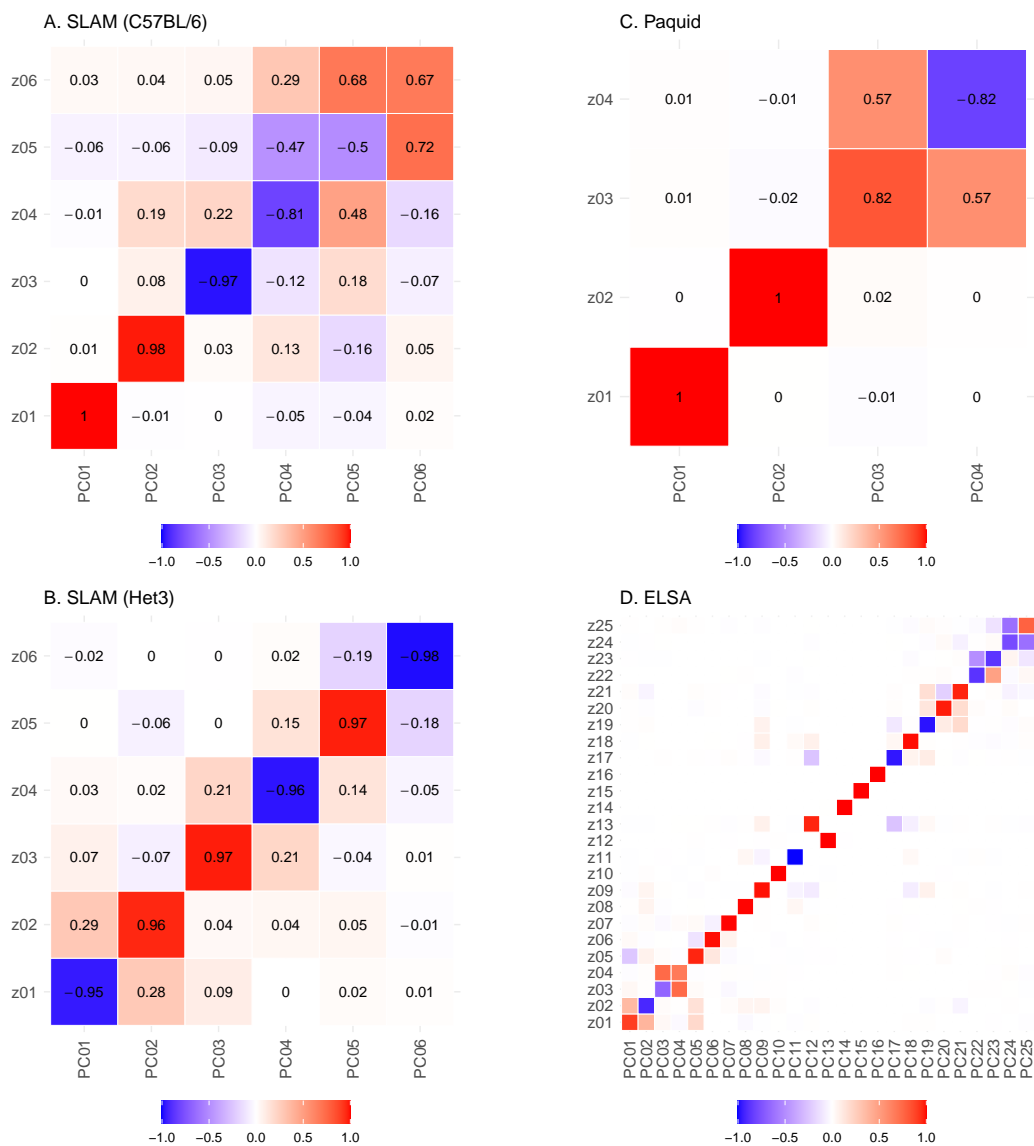 A. SLAM (C57BL/6)
z06 0.03 0.04 0.05 0.29 0.68 0.67
z05 −0.06 −0.06 −0.09 −0.47 −0.5 0.72
z04 −0.01 0.19 0.22 −0.81 0.48 −0.16
z03 0 0.08 −0.97 −0.12 0.18 −0.07
z02 0.01 0.98 0.03 0.13 −0.16 0.05
z01 1 −0.01 0 −0.05 −0.04 0.02
PC01 PC02 PC03 PC04 PC05 PC06
−1.0 −0.5 0.0 0.5 1.0
C. Paquid
z04 0.01 −0.01 0.57 −0.82
z03 0.01 −0.02 0.82 0.57
z02 0 1 0.02 0
z01 1 0 −0.01 0
PC01 PC02 PC03 PC04
−1.0 −0.5 0.0 0.5 1.0
B. SLAM (Het3)
z06 −0.02 0 0 0.02 −0.19 −0.98
z05 0 −0.06 0 0.15 0.97 −0.18
z04 0.03 0.02 0.21 −0.96 0.14 −0.05
z03 0.07 −0.07 0.97 0.21 −0.04 0.01
z02 0.29 0.96 0.04 0.04 0.05 −0.01
z01 −0.95 0.28 0.09 0 0.02 0.01
PC01 PC02 PC03 PC04 PC05 PC06
−1.0 −0.5 0.0 0.5 1.0
D. ELSA
z25
z24
z23
z22
z21
z20
z19
z18
z17
z16
z15
z14
z13
z12
z11
z10
z09
z08
z07
z06
z05
z04
z03
z02
z01
PC01 PC02 PC03 PC04 PC05 PC06 PC07 PC08 PC09 PC10 PC11 PC12 PC13 PC14 PC15 PC16 PC17 PC18 PC19 PC20 PC21 PC22 PC23 PC24 PC25
−1.0 −0.5 0.0 0.5 1.0